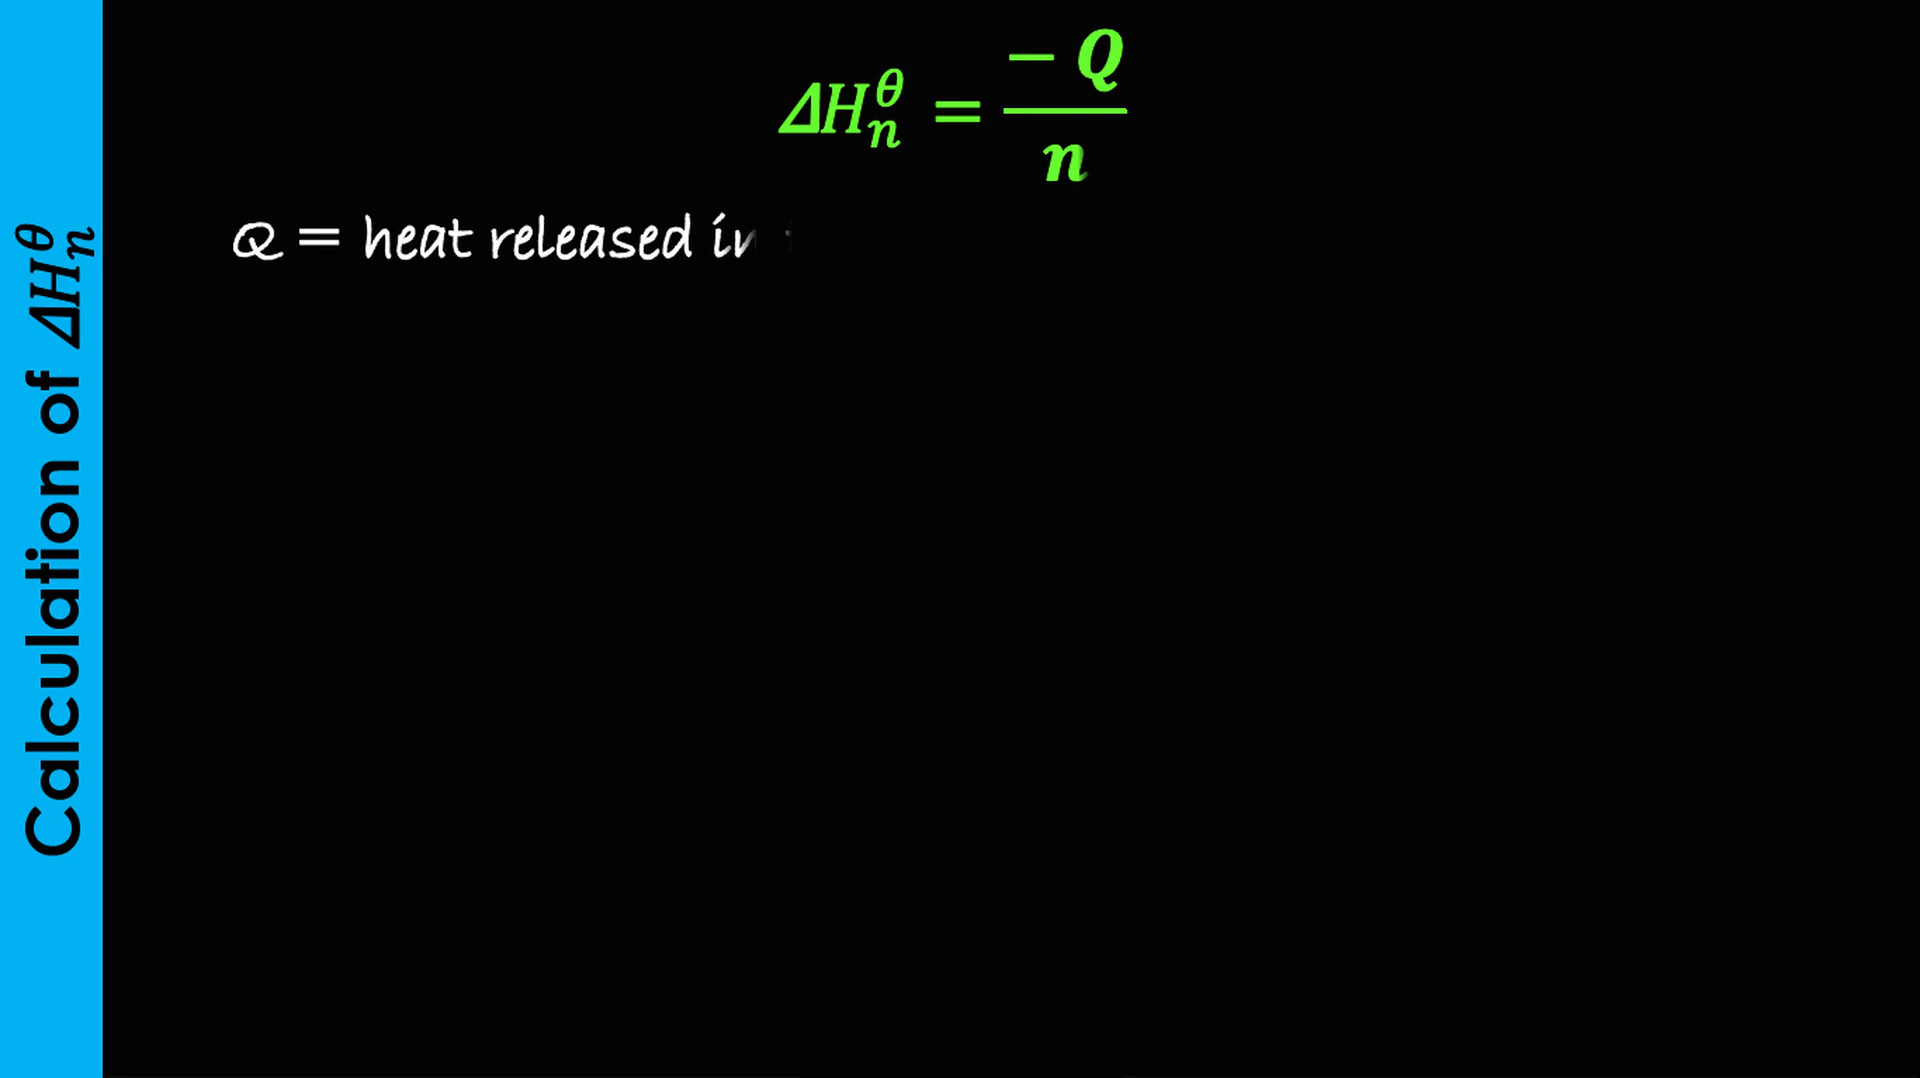 Calculation of ΔH_n^θ
ΔH_n^θ = −Q/n
Q = heat released in